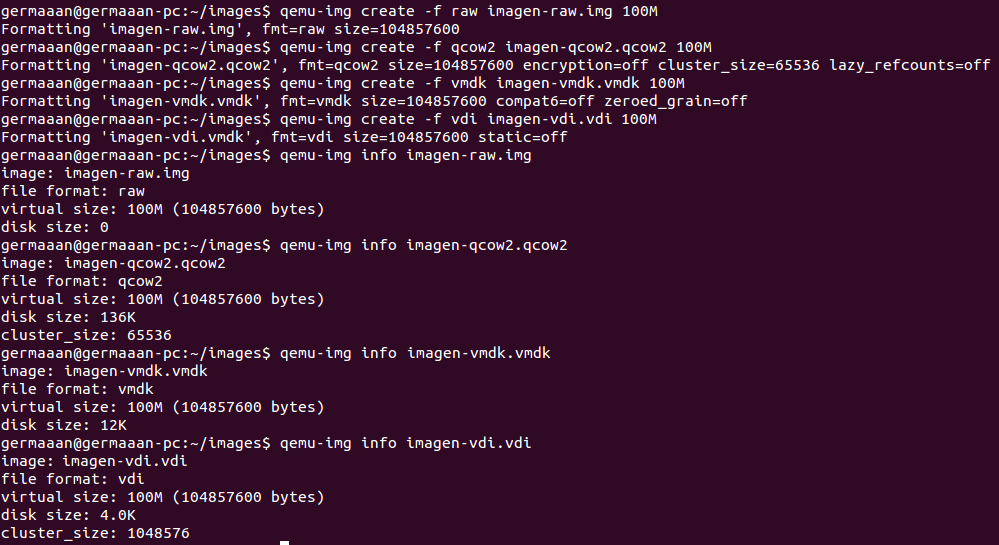 germaaan@germaaan-pc:~/images$ qemu-img create -f raw imagen-raw.img 100M
Formatting 'imagen-raw.img', fmt=raw size=104857600
germaaan@germaaan-pc:~/images$ qemu-img create -f qcow2 imagen-qcow2.qcow2 100M
Formatting 'imagen-qcow2.qcow2', fmt=qcow2 size=104857600 encryption=off cluster_size=65536 lazy_refcounts=off
germaaan@germaaan-pc:~/images$ qemu-img create -f vmdk imagen-vmdk.vmdk 100M
Formatting 'imagen-vmdk.vmdk', fmt=vmdk size=104857600 compat6=off zeroed_grain=off
germaaan@germaaan-pc:~/images$ qemu-img create -f vdi imagen-vdi.vdi 100M
Formatting 'imagen-vdi.vmdk', fmt=vdi size=104857600 static=off
germaaan@germaaan-pc:~/images$ qemu-img info imagen-raw.img
image: imagen-raw.img
file format: raw
virtual size: 100M (104857600 bytes)
disk size: 0
germaaan@germaaan-pc:~/images$ qemu-img info imagen-qcow2.qcow2
image: imagen-qcow2.qcow2
file format: qcow2
virtual size: 100M (104857600 bytes)
disk size: 136K
cluster_size: 65536
germaaan@germaaan-pc:~/images$ qemu-img info imagen-vmdk.vmdk
image: imagen-vmdk.vmdk
file format: vmdk
virtual size: 100M (104857600 bytes)
disk size: 12K
germaaan@germaaan-pc:~/images$ qemu-img info imagen-vdi.vdi
image: imagen-vdi.vdi
file format: vdi
virtual size: 100M (104857600 bytes)
disk size: 4.0K
cluster_size: 1048576